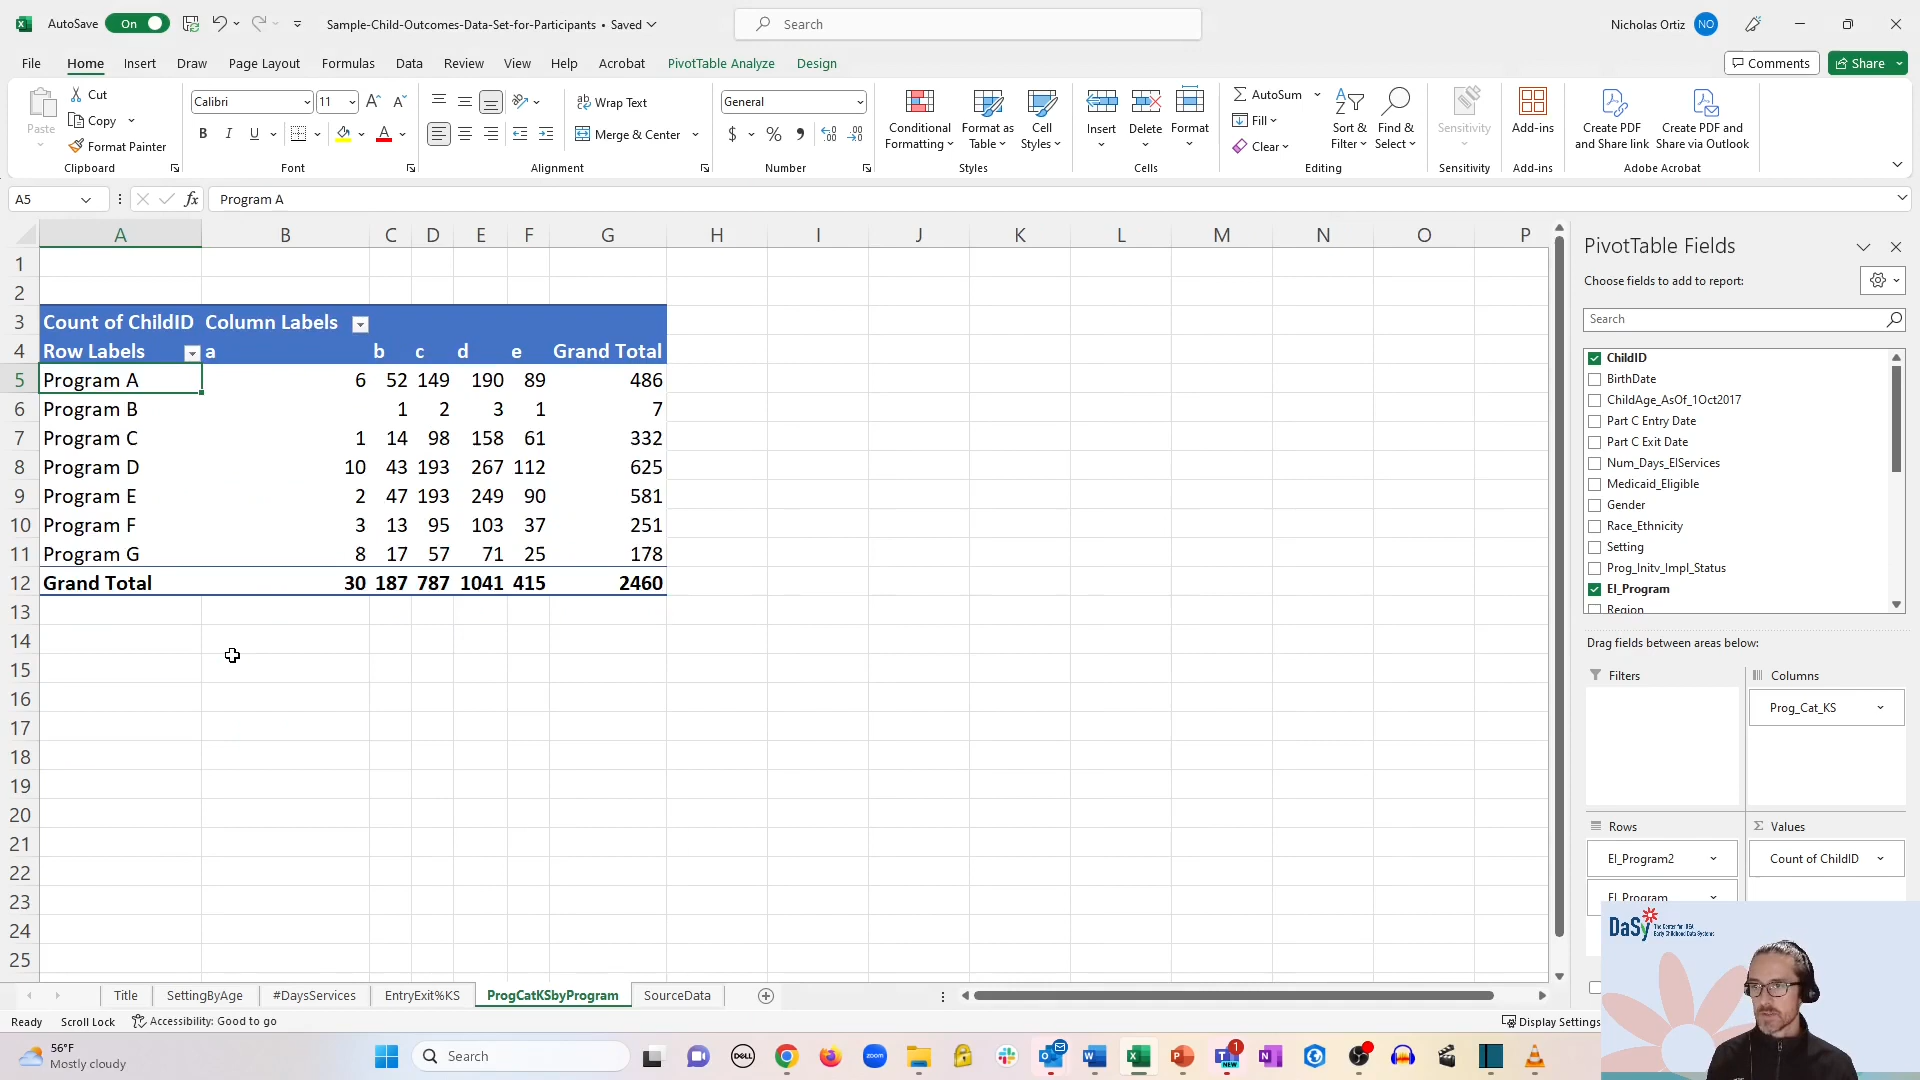 AutoSave On Sample-Child-Outcomes-Data-Set-for-Participants • Saved Search Nicholas Ortiz NO
File Home Insert Draw Page Layout Formulas Data Review View Help Acrobat PivotTable Analyze Design Comments Share
Paste Cut Copy Format Painter Clipboard
Calibri 11 B I U Font
Wrap Text Merge & Center Alignment
General $ % Number
Conditional Formatting Format as Table Cell Styles Styles
Insert Delete Format Cells
AutoSum Fill Clear Sort & Filter Find & Select Editing
Sensitivity Sensitivity
Add-ins Add-ins
Create PDF and Share link Create PDF and Share via Outlook Adobe Acrobat
A5 fx Program A
A B C D E F G H I J K L M N O P
1
2
3 Count of ChildID Column Labels
4 Row Labels a b c d e Grand Total
5 Program A 6 52 149 190 89 486
6 Program B 1 2 3 1 7
7 Program C 1 14 98 158 61 332
8 Program D 10 43 193 267 112 625
9 Program E 2 47 193 249 90 581
10 Program F 3 13 95 103 37 251
11 Program G 8 17 57 71 25 178
12 Grand Total 30 187 787 1041 415 2460
13
14
15
16
17
18
19
20
21
22
23
24
25
PivotTable Fields
Choose fields to add to report:
Search
ChildID
BirthDate
ChildAge_AsOf_1Oct2017
Part C Entry Date
Part C Exit Date
Num_Days_EIServices
Medicaid_Eligible
Gender
Race_Ethnicity
Setting
Prog_Initv_Impl_Status
EI_Program
Region
Drag fields between areas below:
Filters Columns
Prog_Cat_KS
Rows Values
EI_Program2 Count of ChildID
EI_Program
DaSy The Center for IDEA
Early Childhood Data Systems
Title SettingByAge #DaysServices EntryExit%KS ProgCatKSbyProgram SourceData
Ready Scroll Lock Accessibility: Good to go Display Settings
56°F
Mostly cloudy
Search DELL zoom 1 NEW